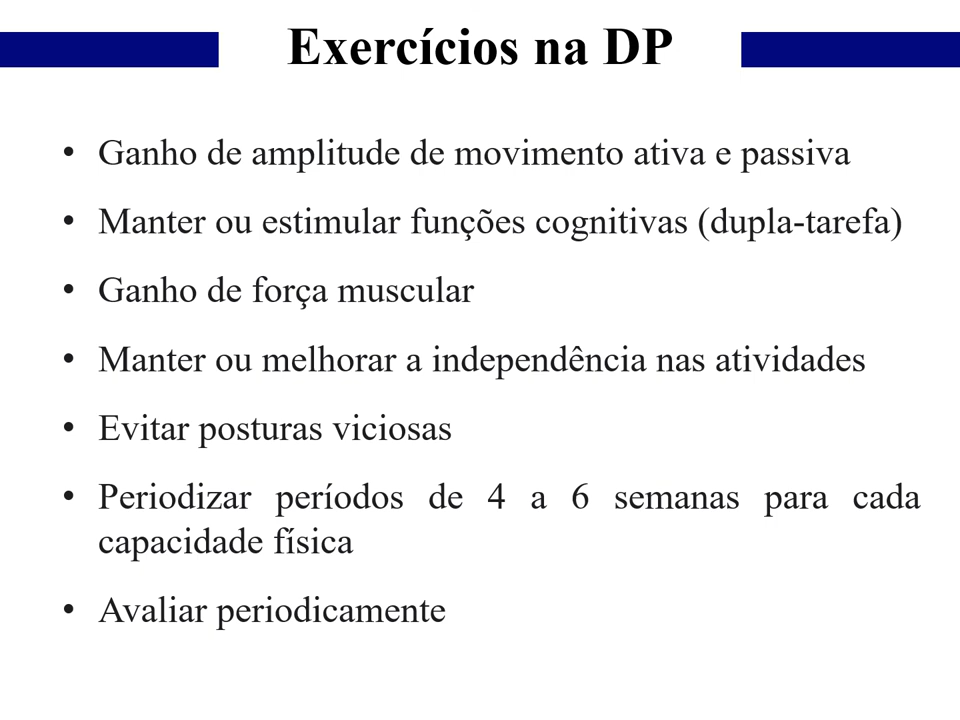 Exercícios na DP
• Ganho de amplitude de movimento ativa e passiva
• Manter ou estimular funções cognitivas (dupla-tarefa)
• Ganho de força muscular
• Manter ou melhorar a independência nas atividades
• Evitar posturas viciosas
• Periodizar períodos de 4 a 6 semanas para cada
capacidade física
• Avaliar periodicamente